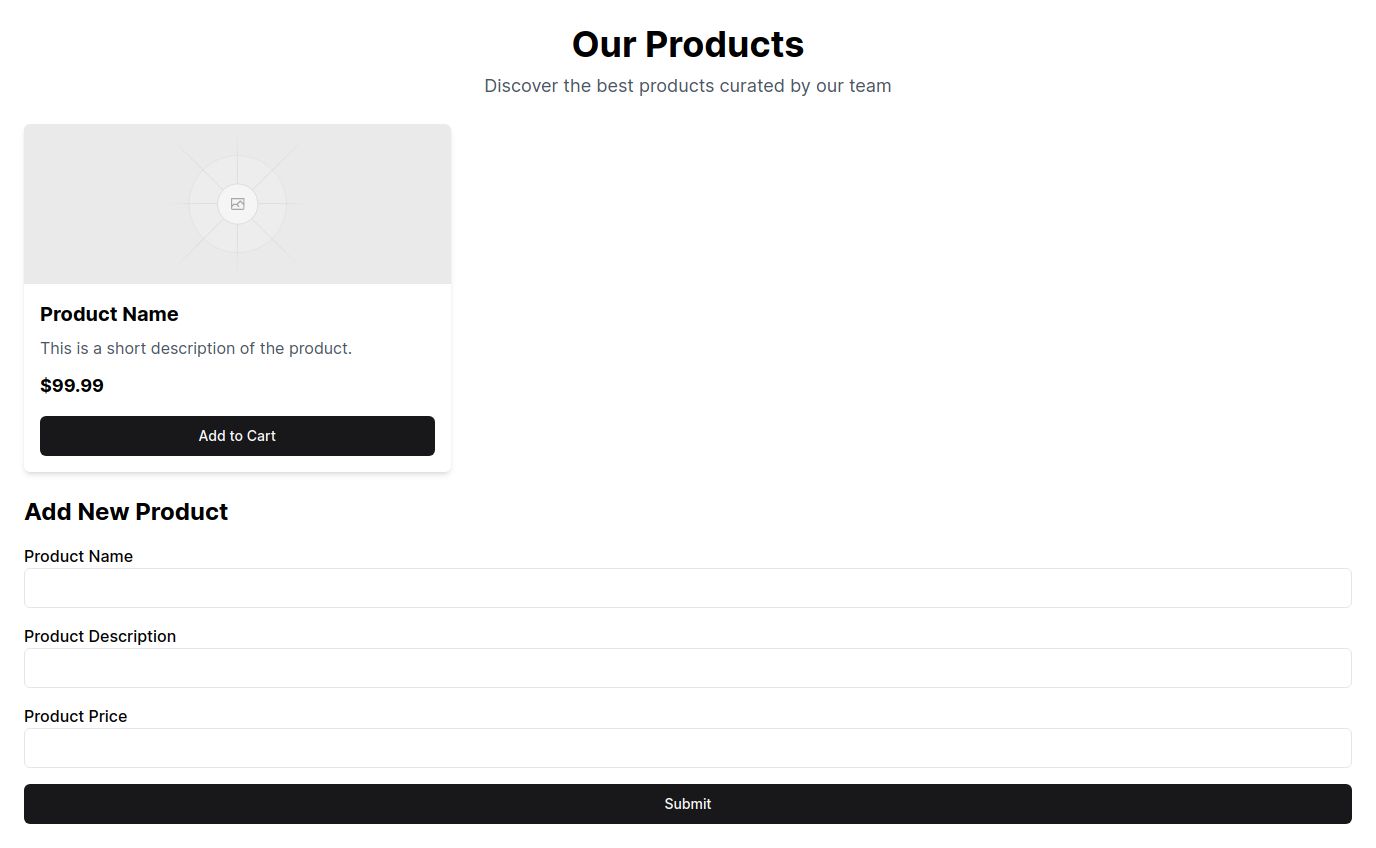 Our Products
Discover the best products curated by our team
Product Name
This is a short description of the product.
$99.99
Add to Cart
Add New Product
Product Name
Product Description
Product Price
Submit